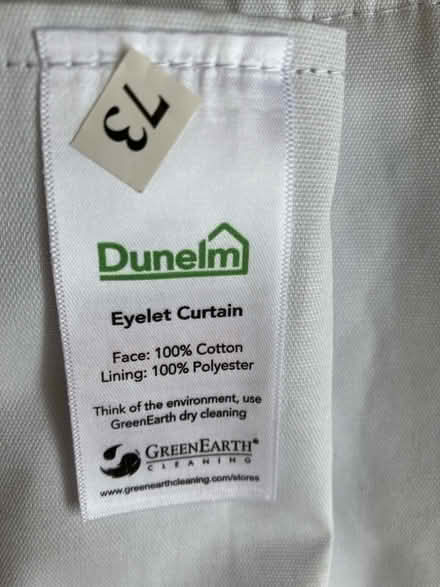 73
Dunelm
Eyelet Curtain
Face: 100% Cotton
Lining: 100% Polyester
Think of the environment, use
GreenEarth dry cleaning
GREENEARTH®
CLEANING
www.greenearthcleaning.com/stores